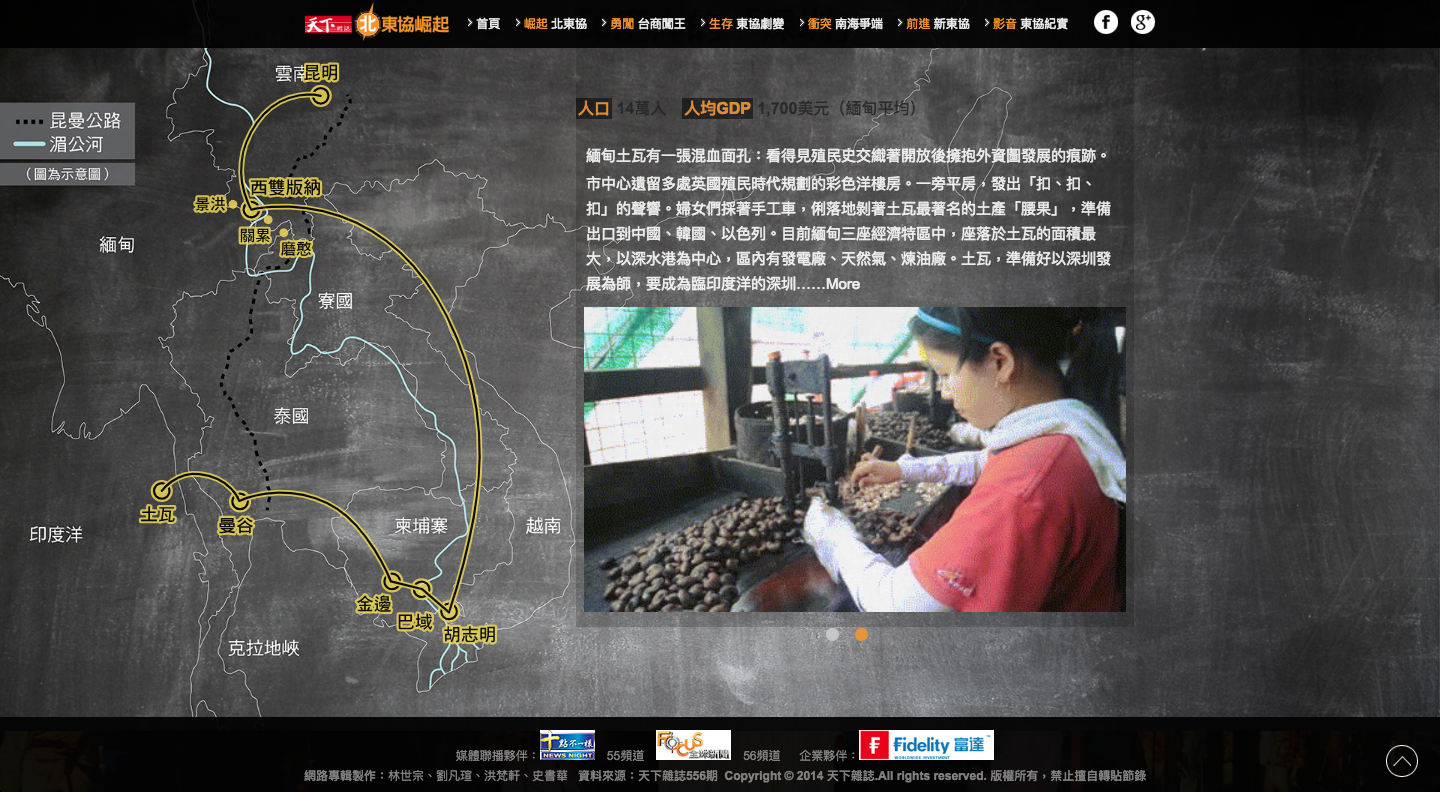 天下雜誌 北東協崛起 首頁 崛起 北東協 勇闖 台商闖王 生存 東協劇變 衝突 南海爭端 前進 新東協 影音 東協紀實
雲南
昆明
昆曼公路
湄公河
（圖為示意圖）
西雙版納
景洪
關累
磨憨
緬甸
寮國
泰國
土瓦
曼谷
印度洋
柬埔寨
越南
金邊
巴域
胡志明
克拉地峽
人口 14萬人 人均GDP 1,700美元（緬甸平均）
緬甸土瓦有一張混血面孔：看得見殖民史交織著開放後擁抱外資圖發展的痕跡。
市中心遺留多處英國殖民時代規劃的彩色洋樓房。一旁平房，發出「扣、扣、
扣」的聲響。婦女們採著手工車，俐落地剝著土瓦最著名的土產「腰果」，準備
出口到中國、韓國、以色列。目前緬甸三座經濟特區中，座落於土瓦的面積最
大，以深水港為中心，區內有發電廠、天然氣、煉油廠。土瓦，準備好以深圳發
展為師，要成為臨印度洋的深圳……More
媒體聯播夥伴： 十點不一樣 NEWS NIGHT 55頻道 FOCUS 全球新聞 56頻道 企業夥伴： Fidelity 富達 WORLDWIDE INVESTMENT
網路專輯製作：林世宗、劉凡瑄、洪梵軒、史書華 資料來源：天下雜誌556期 Copyright © 2014 天下雜誌.All rights reserved. 版權所有，禁止擅自轉貼節錄